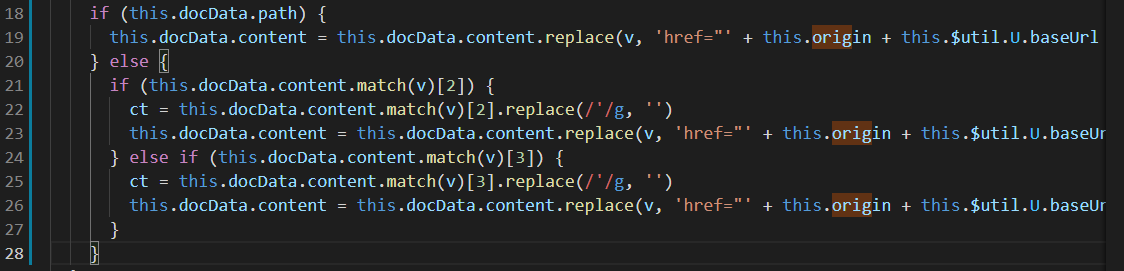 18 if (this.docData.path) {
19 this.docData.content = this.docData.content.replace(v, 'href="' + this.origin + this.$util.U.baseUrl
20 } else {
21 if (this.docData.content.match(v)[2]) {
22 ct = this.docData.content.match(v)[2].replace(/'/g, '')
23 this.docData.content = this.docData.content.replace(v, 'href="' + this.origin + this.$util.U.baseUr
24 } else if (this.docData.content.match(v)[3]) {
25 ct = this.docData.content.match(v)[3].replace(/'/g, '')
26 this.docData.content = this.docData.content.replace(v, 'href="' + this.origin + this.$util.U.baseUr
27 }
28 }